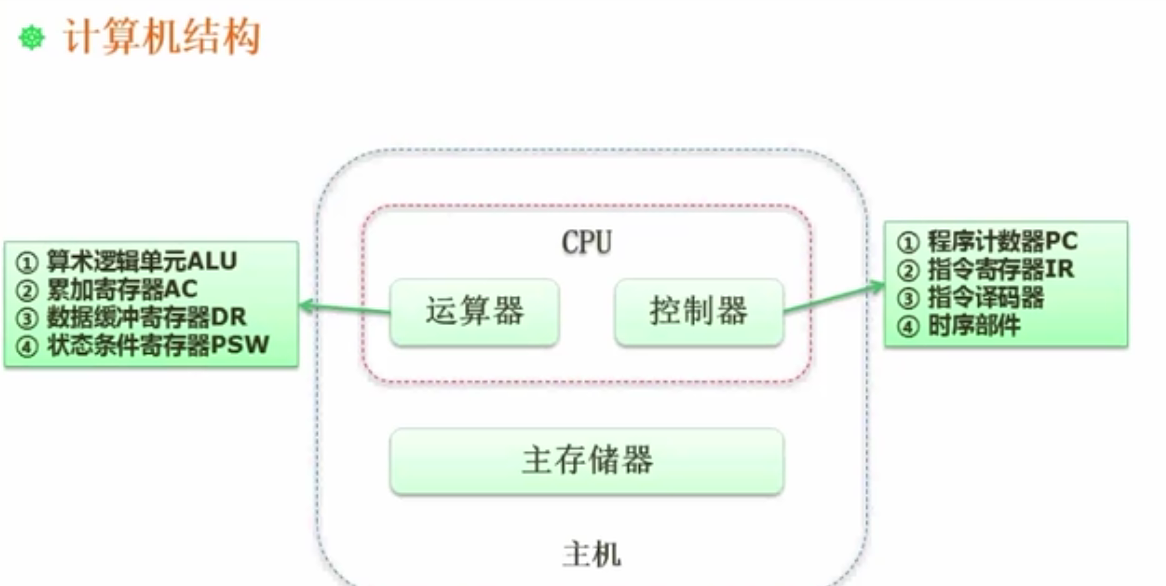 计算机结构
CPU
① 算术逻辑单元ALU
② 累加寄存器AC
③ 数据缓冲寄存器DR
④ 状态条件寄存器PSW
运算器
控制器
① 程序计数器PC
② 指令寄存器IR
③ 指令译码器
④ 时序部件
主存储器
主机